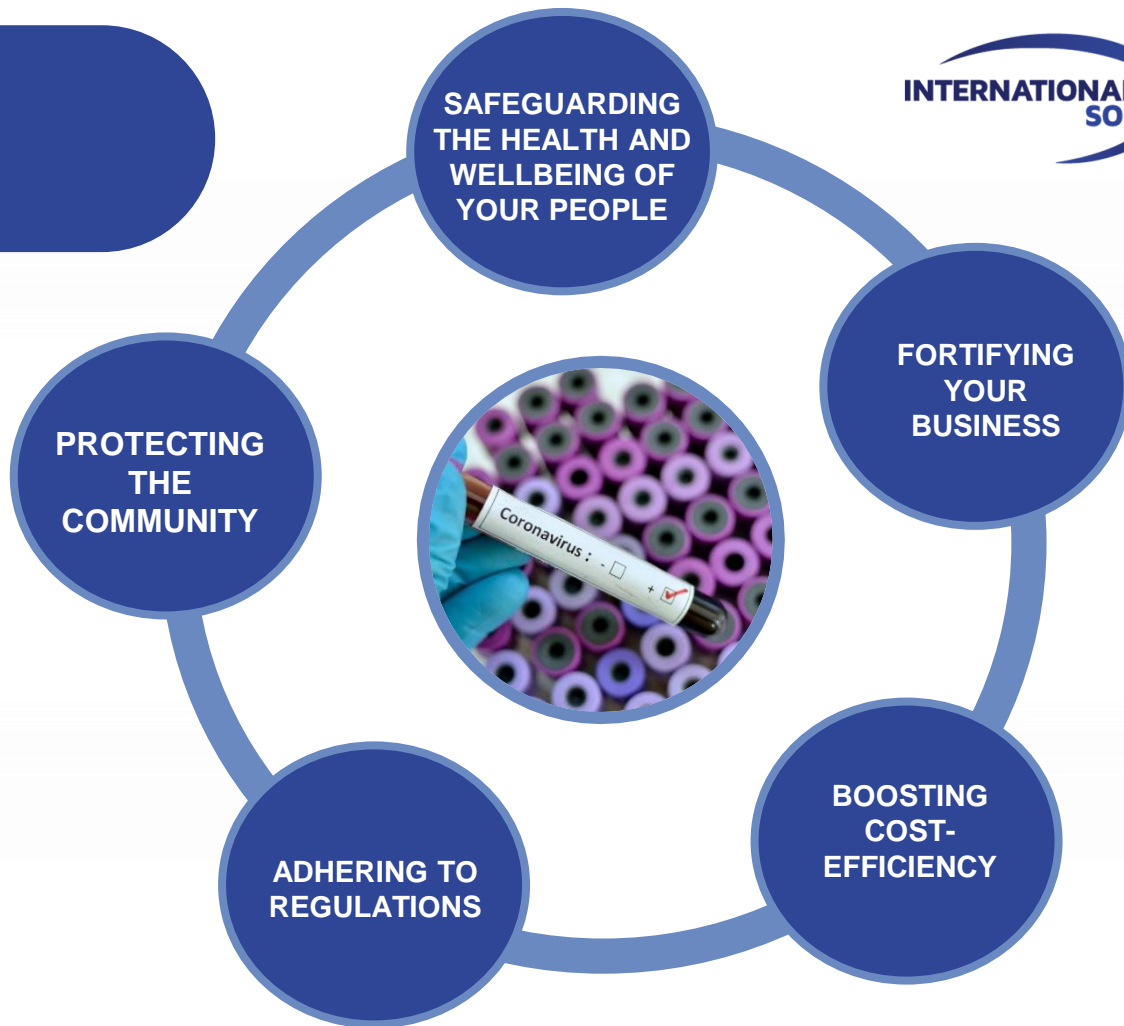 SAFEGUARDING
THE HEALTH AND
WELLBEING OF
YOUR PEOPLE
INTERNATIONAL
SO
FORTIFYING
YOUR
BUSINESS
PROTECTING
THE
COMMUNITY
Coronavirus : - +
BOOSTING
COST-
EFFICIENCY
ADHERING TO
REGULATIONS